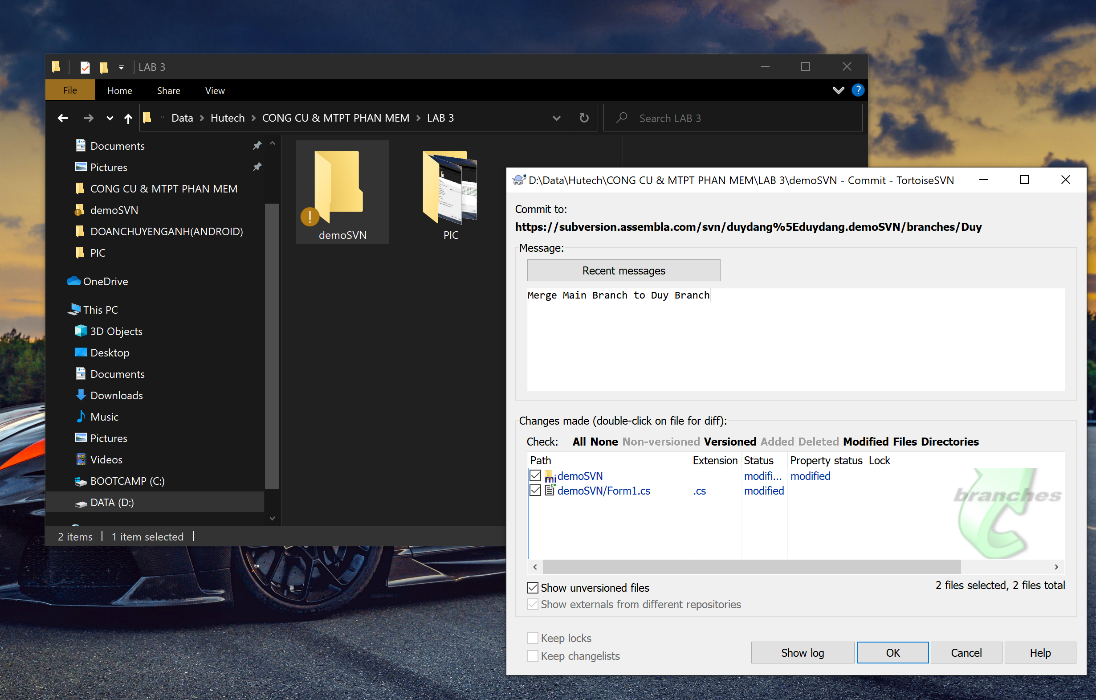 LAB 3
File Home Share View
Data > Hutech > CONG CU & MTPT PHAN MEM > LAB 3
Search LAB 3
Documents
Pictures
CONG CU & MTPT PHAN MEM
demoSVN
DOANCHUYENGANH(ANDROID)
PIC
OneDrive
This PC
3D Objects
Desktop
Documents
Downloads
Music
Pictures
Videos
BOOTCAMP (C:)
DATA (D:)
demoSVN
PIC
2 items | 1 item selected |
D:\Data\Hutech\CONG CU & MTPT PHAN MEM\LAB 3\demoSVN - Commit - TortoiseSVN
Commit to:
https://subversion.assembla.com/svn/duydang%5Eduydang.demoSVN/branches/Duy
Message:
Recent messages
Merge Main Branch to Duy Branch
Changes made (double-click on file for diff):
Check: All None Non-versioned Versioned Added Deleted Modified Files Directories
Path Extension Status Property status Lock
demoSVN modifi... modified
demoSVN/Form1.cs .cs modified
branches
Show unversioned files
2 files selected, 2 files total
Show externals from different repositories
Keep locks
Keep changelists
Show log OK Cancel Help